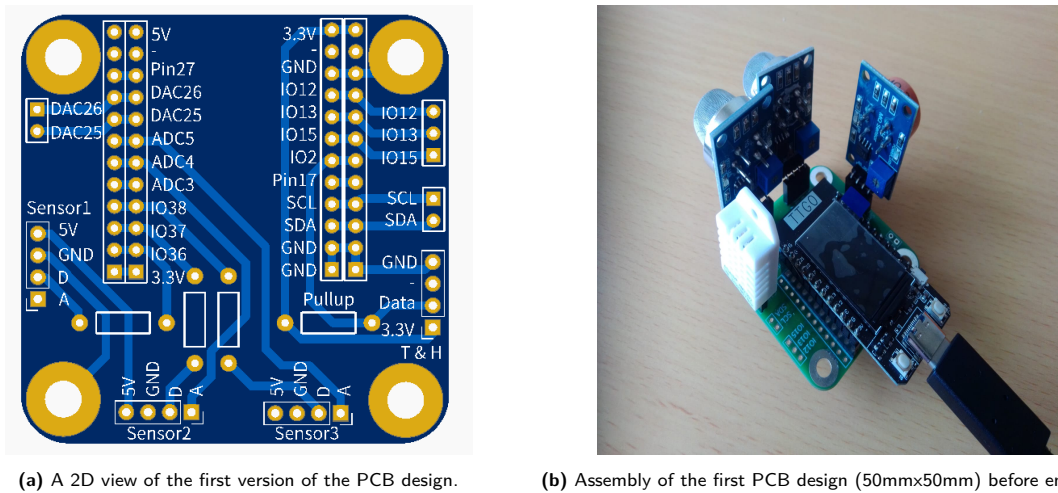 5V
-
Pin27
DAC26
DAC25
ADC5
ADC4
ADC3
IO38
IO37
IO36
3.3V
DAC26
DAC25
3.3V
-
GND
IO12
IO13
IO15
IO2
Pin17
SCL
SDA
GND
GND
IO12
IO13
IO15
SCL
SDA
Sensor1
5V
GND
D
A
GND
-
Data
3.3V
T & H
Pullup
5V
GND
D
A
Sensor2
5V
GND
D
A
Sensor3
TTGO
(a) A 2D view of the first version of the PCB design.
(b) Assembly of the first PCB design (50mmx50mm) before